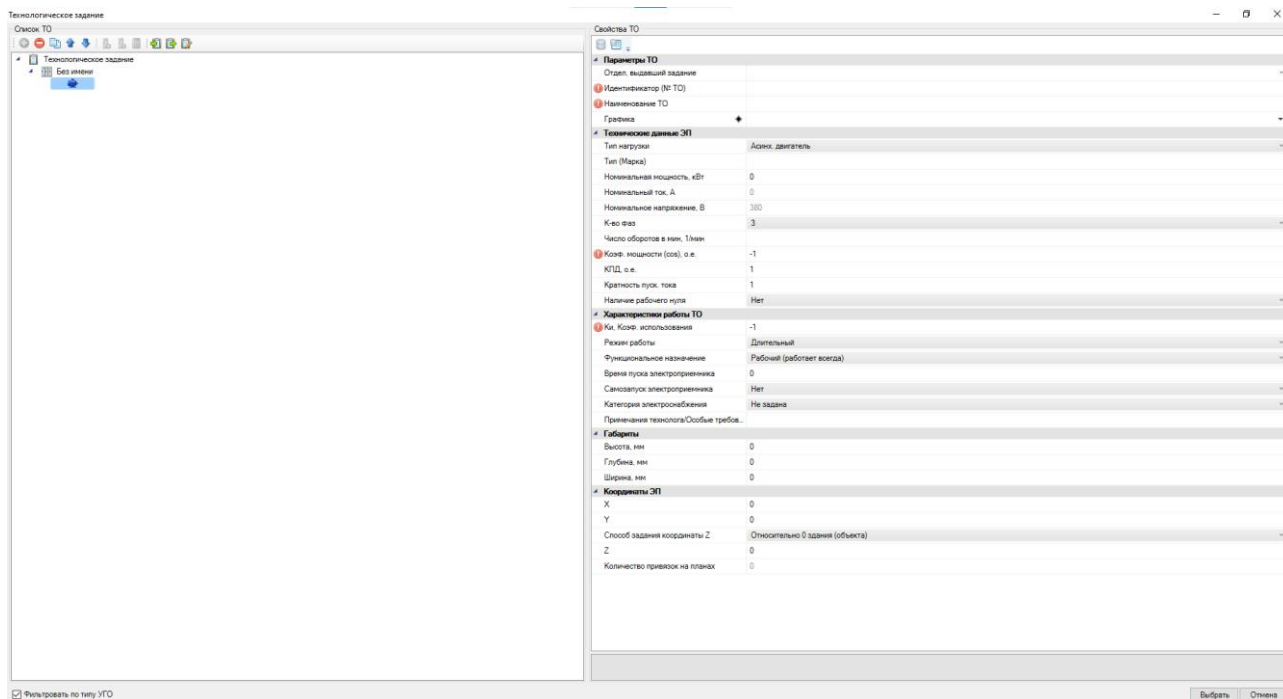 Технологическое задание
Список ТО
Технологическое задание
Без имени
Свойства ТО
Параметры ТО
Отдел, выдавший задание
Идентификатор (№ ТО)
Наименование ТО
Графика
Технические данные ЭП
Тип нагрузки Асинх. двигатель
Тип (Марка)
Номинальная мощность, кВт 0
Номинальный ток, А 0
Номинальное напряжение, В 380
К-во фаз 3
Число оборотов в мин, 1/мин
Коэф. мощности (cos), о.е. -1
КПД, о.е. 1
Кратность пуск. тока 1
Наличие рабочего нуля Нет
Характеристики работы ТО
Ки, Коэф. использования -1
Режим работы Длительный
Функциональное назначение Рабочий (работает всегда)
Время пуска электроприемника 0
Самозапуск электроприемника Нет
Категория электроснабжения Не задана
Примечания технолога/Особые требов...
Габариты
Высота, мм 0
Глубина, мм 0
Ширина, мм 0
Координаты ЭП
X 0
Y 0
Способ задания координаты Z Относительно 0 здания (объекта)
Z 0
Количество привязок на планах 0
Фильтровать по типу УГО
Выбрать Отмена